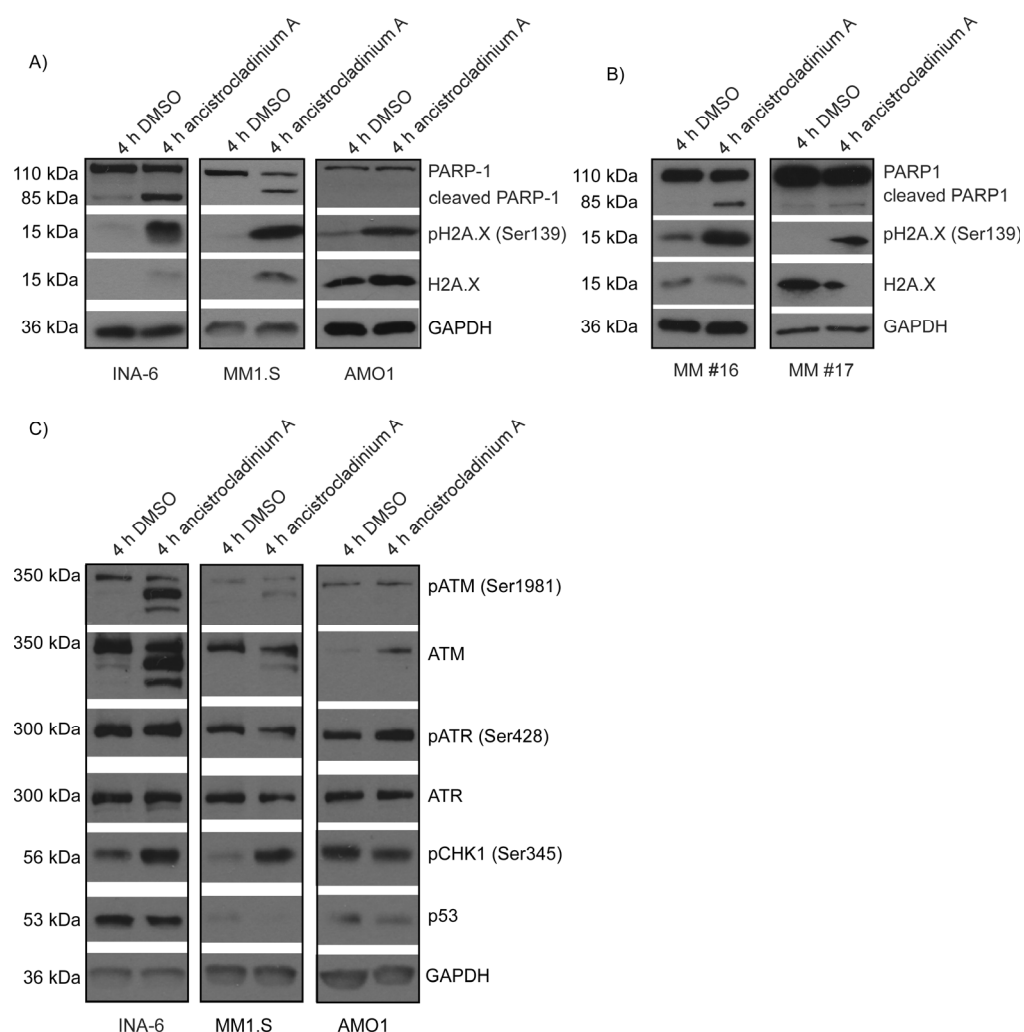 A)
4 h DMSO
4 h ancistrocladinium A
4 h DMSO
4 h ancistrocladinium A
4 h DMSO
4 h ancistrocladinium A
110 kDa
PARP-1
85 kDa
cleaved PARP-1
15 kDa
pH2A.X (Ser139)
15 kDa
H2A.X
36 kDa
GAPDH
INA-6
MM1.S
AMO1
B)
4 h DMSO
4 h ancistrocladinium A
4 h DMSO
4 h ancistrocladinium A
110 kDa
PARP1
85 kDa
cleaved PARP1
15 kDa
pH2A.X (Ser139)
15 kDa
H2A.X
36 kDa
GAPDH
MM #16
MM #17
C)
4 h DMSO
4 h ancistrocladinium A
4 h DMSO
4 h ancistrocladinium A
4 h DMSO
4 h ancistrocladinium A
350 kDa
pATM (Ser1981)
350 kDa
ATM
300 kDa
pATR (Ser428)
300 kDa
ATR
56 kDa
pCHK1 (Ser345)
53 kDa
p53
36 kDa
GAPDH
INA-6
MM1.S
AMO1